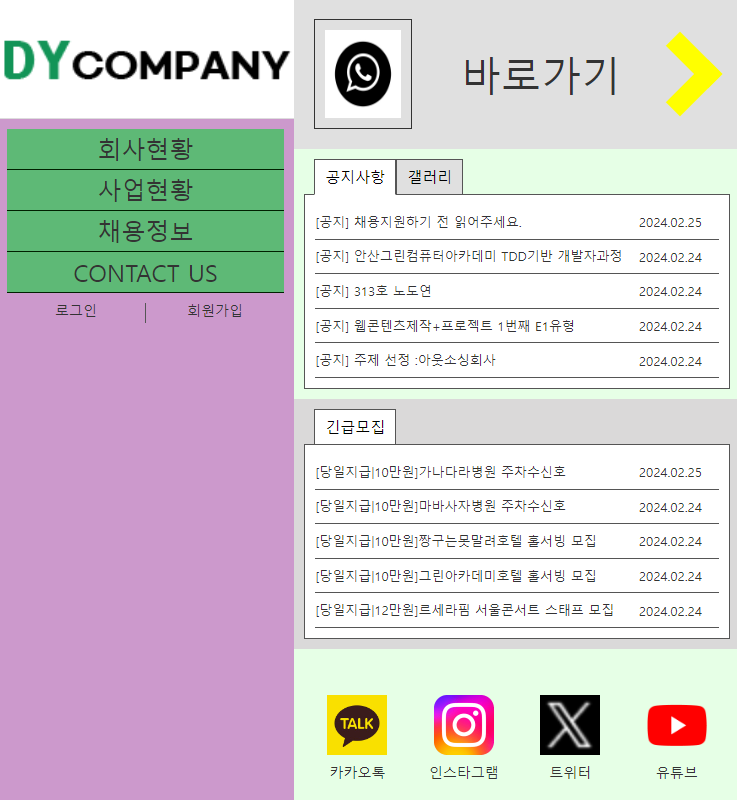 DYCOMPANY
회사현황
사업현황
채용정보
CONTACT US
로그인 회원가입
바로가기
공지사항 갤러리
[공지] 채용지원하기 전 읽어주세요. 2024.02.25
[공지] 안산그린컴퓨터아카데미 TDD기반 개발자과정 2024.02.24
[공지] 313호 노도연 2024.02.24
[공지] 웹콘텐츠제작+프로젝트 1번째 E1유형 2024.02.24
[공지] 주제 선정 :아웃소싱회사 2024.02.24
긴급모집
[당일지급|10만원]가나다라병원 주차수신호 2024.02.25
[당일지급|10만원]마바사자병원 주차수신호 2024.02.24
[당일지급|10만원]짱구는못말려호텔 홀서빙 모집 2024.02.24
[당일지급|10만원]그린아카데미호텔 홀서빙 모집 2024.02.24
[당일지급|12만원]르세라핌 서울콘서트 스태프 모집 2024.02.24
TALK
카카오톡 인스타그램 트위터 유튜브